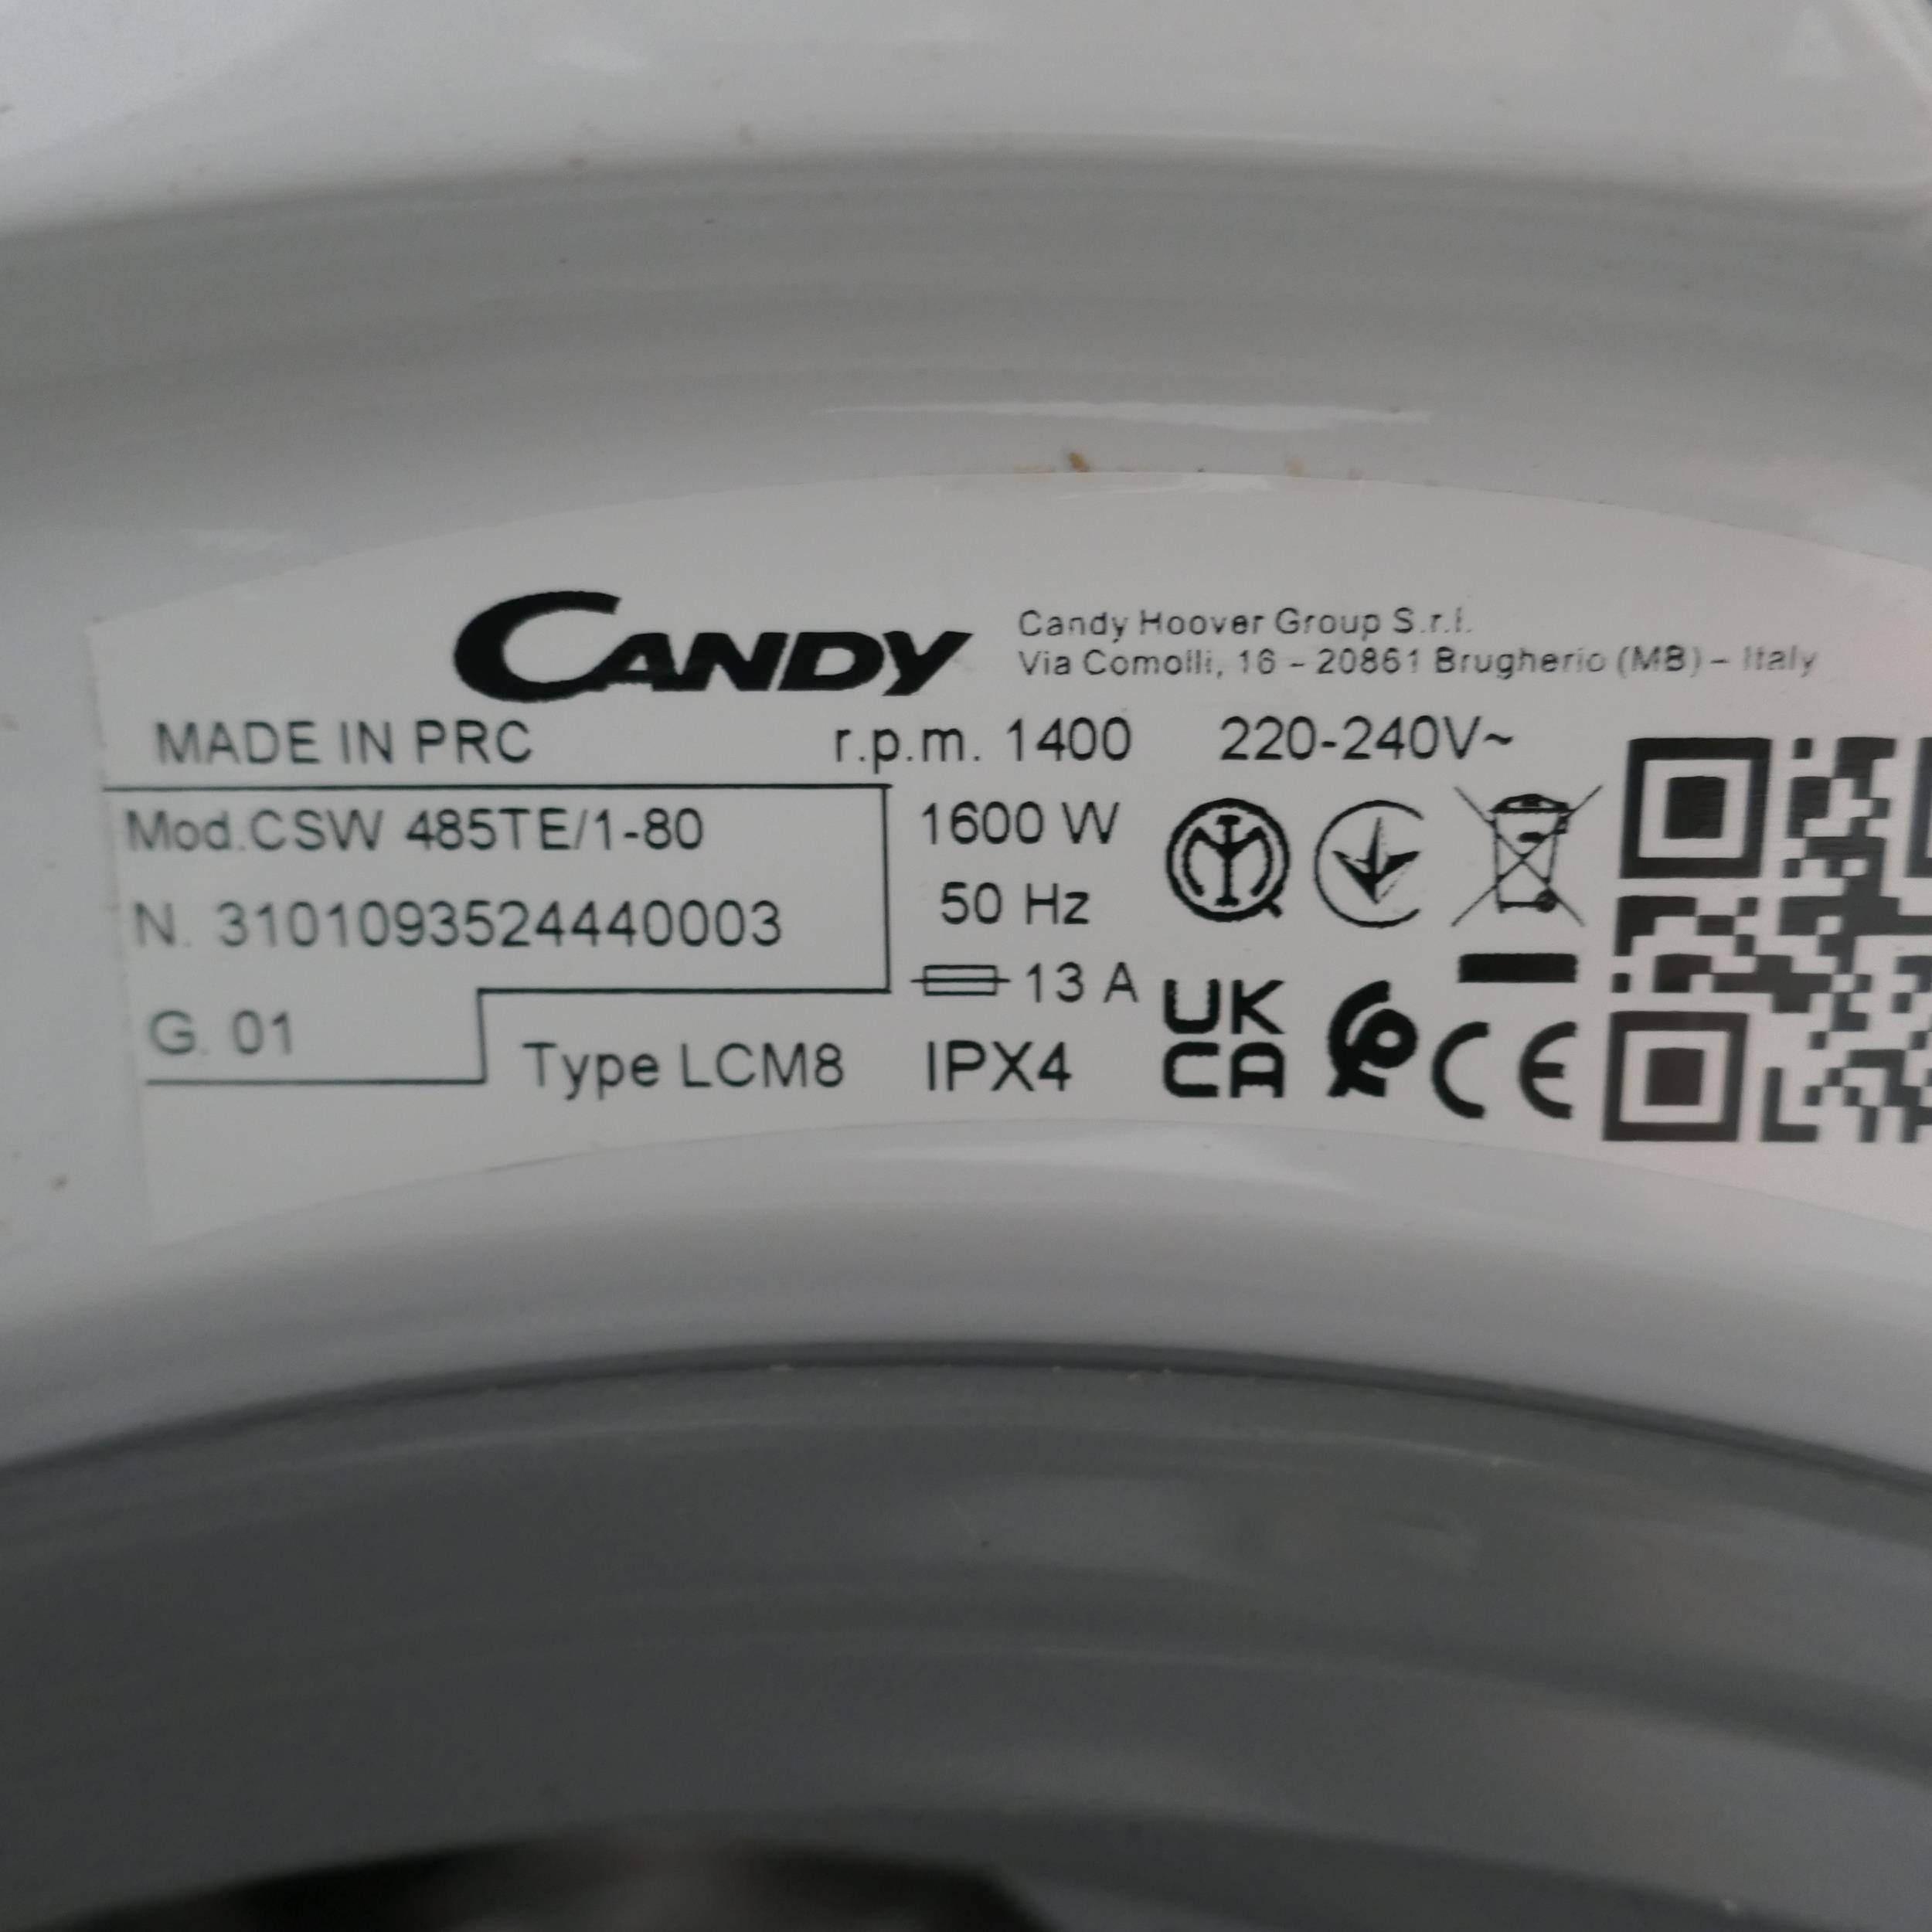 CANDY
Candy Hoover Group S.r.l.
Via Comolli, 16 - 20861 Brugherio (MB) - Italy
MADE IN PRC
r.p.m. 1400
220-240V~
Mod.CSW 485TE/1-80
1600 W
N. 3101093524440003
50 Hz
13 A
G. 01
Type LCM8
IPX4
UK
CA
CE